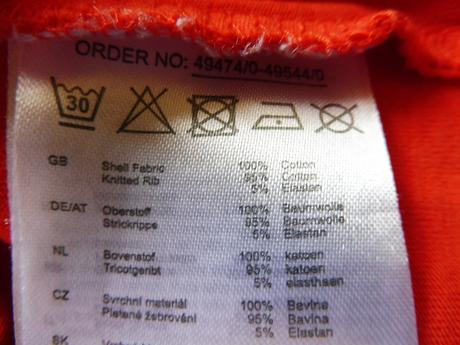 ORDER NO: 49474/0-49544/0
30
GB Shell Fabric 100% Cotton
Knitted Rib 95% Cotton
5% Elastan
DE/AT Oberstoff 100% Baumwolle
Strickrippe 95% Baumwolle
5% Elastan
NL Bovenstof 100% katoen
Tricotgeribt 95% katoen
5% elasthaan
CZ Svrchní materiál 100% Bavlna
Pletené žebrování 95% Bavlna
5% Elastan
SK